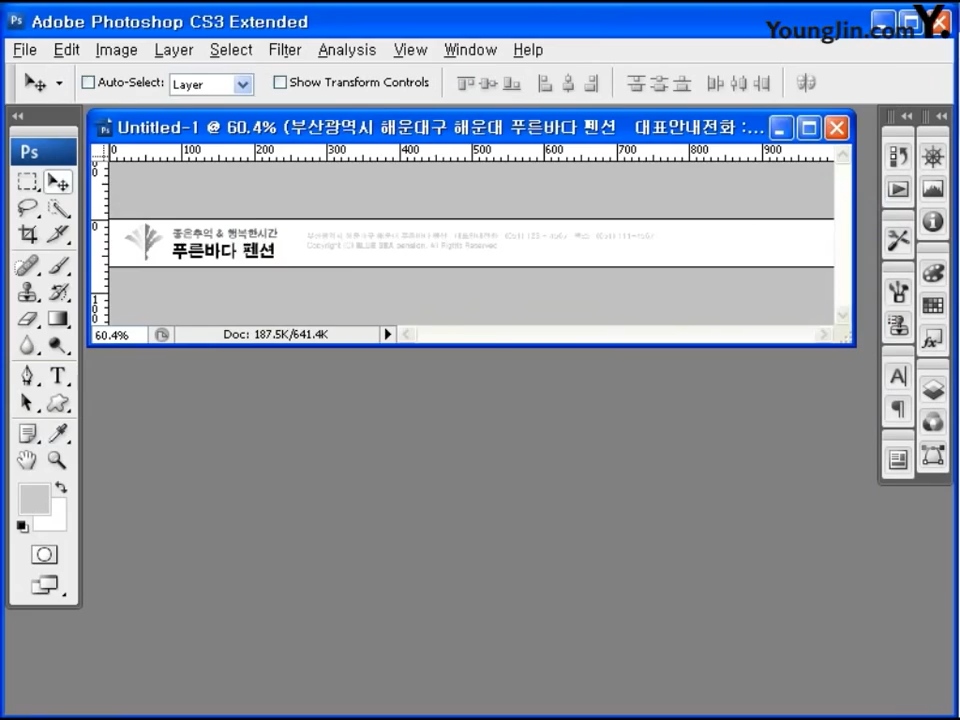 Ps Adobe Photoshop CS3 Extended
YoungJin.com Y.
File Edit Image Layer Select Filter Analysis View Window Help
Auto-Select: Layer Show Transform Controls
Ps
Untitled-1 @ 60.4% (부산광역시 해운대구 해운대 푸른바다 펜션 대표안내전화 :...
0 100 200 300 400 500 600 700 800 900
좋은추억 & 행복한시간
푸른바다 펜션
60.4% Doc: 187.5K/641.4K